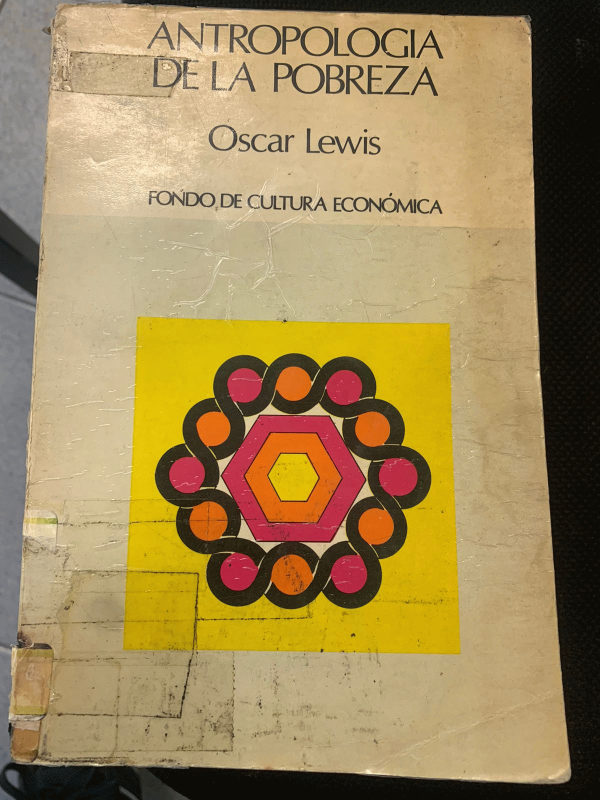 ANTROPOLOGIA
DE LA POBREZA
Oscar Lewis
FONDO DE CULTURA ECONÓMICA